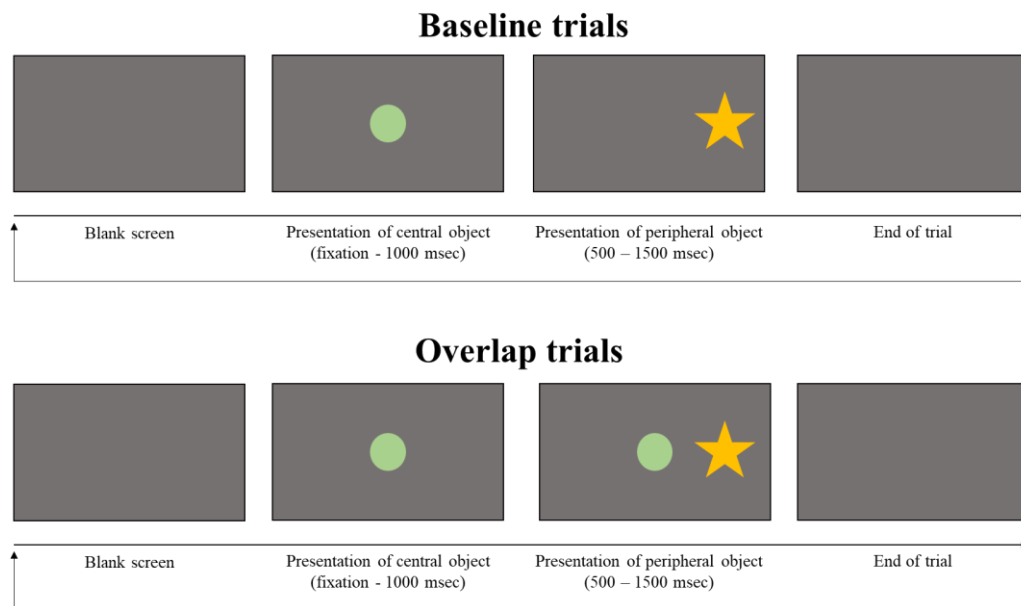 Baseline trials
Blank screen
Presentation of central object
(fixation - 1000 msec)
Presentation of peripheral object
(500 – 1500 msec)
End of trial
Overlap trials
Blank screen
Presentation of central object
(fixation - 1000 msec)
Presentation of peripheral object
(500 – 1500 msec)
End of trial